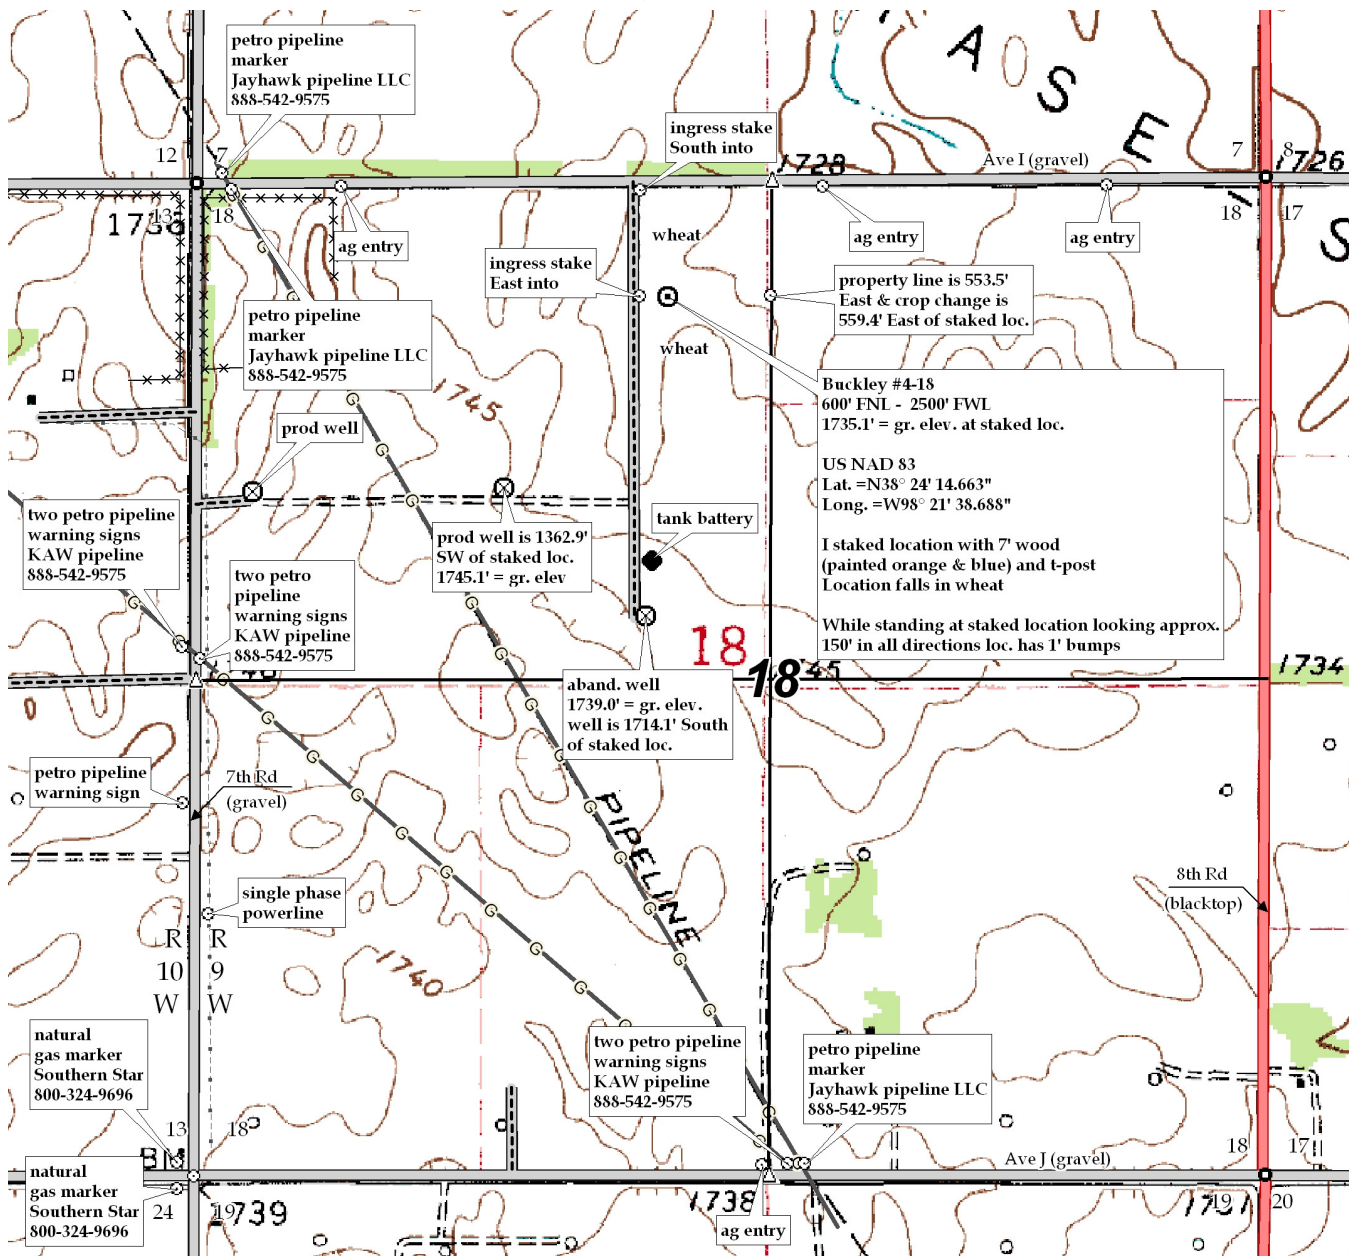 petro pipeline
marker
Jayhawk pipeline LLC
888-542-9575
A
S
E
S
ingress stake
South into
12
7
1728
Ave I (gravel)
7
8
1726
13
18
1736
18
17
ag entry
wheat
ag entry
ag entry
ingress stake
East into
property line is 553.5'
East & crop change is
559.4' East of staked loc.
petro pipeline
marker
Jayhawk pipeline LLC
888-542-9575
wheat
1745
Buckley #4-18
600' FNL - 2500' FWL
1735.1' = gr. elev. at staked loc.
US NAD 83
Lat. =N38° 24' 14.663"
Long. =W98° 21' 38.688"
I staked location with 7' wood
(painted orange & blue) and t-post
Location falls in wheat
While standing at staked location looking approx.
150' in all directions loc. has 1' bumps
prod well
two petro pipeline
warning signs
KAW pipeline
888-542-9575
prod well is 1362.9'
SW of staked loc.
1745.1' = gr. elev
tank battery
two petro
pipeline
warning signs
KAW pipeline
888-542-9575
18
18
45
1734
aband. well
1739.0' = gr. elev.
well is 1714.1' South
of staked loc.
petro pipeline
warning sign
7th Rd
(gravel)
PIPELINE
8th Rd
(blacktop)
single phase
powerline
R
R
10
9
W
W
1740
natural
gas marker
Southern Star
800-324-9696
two petro pipeline
warning signs
KAW pipeline
888-542-9575
petro pipeline
marker
Jayhawk pipeline LLC
888-542-9575
13
18
BM
Ave J (gravel)
18
17
natural
gas marker
Southern Star
800-324-9696
24
19
1739
1738
ag entry
19
20